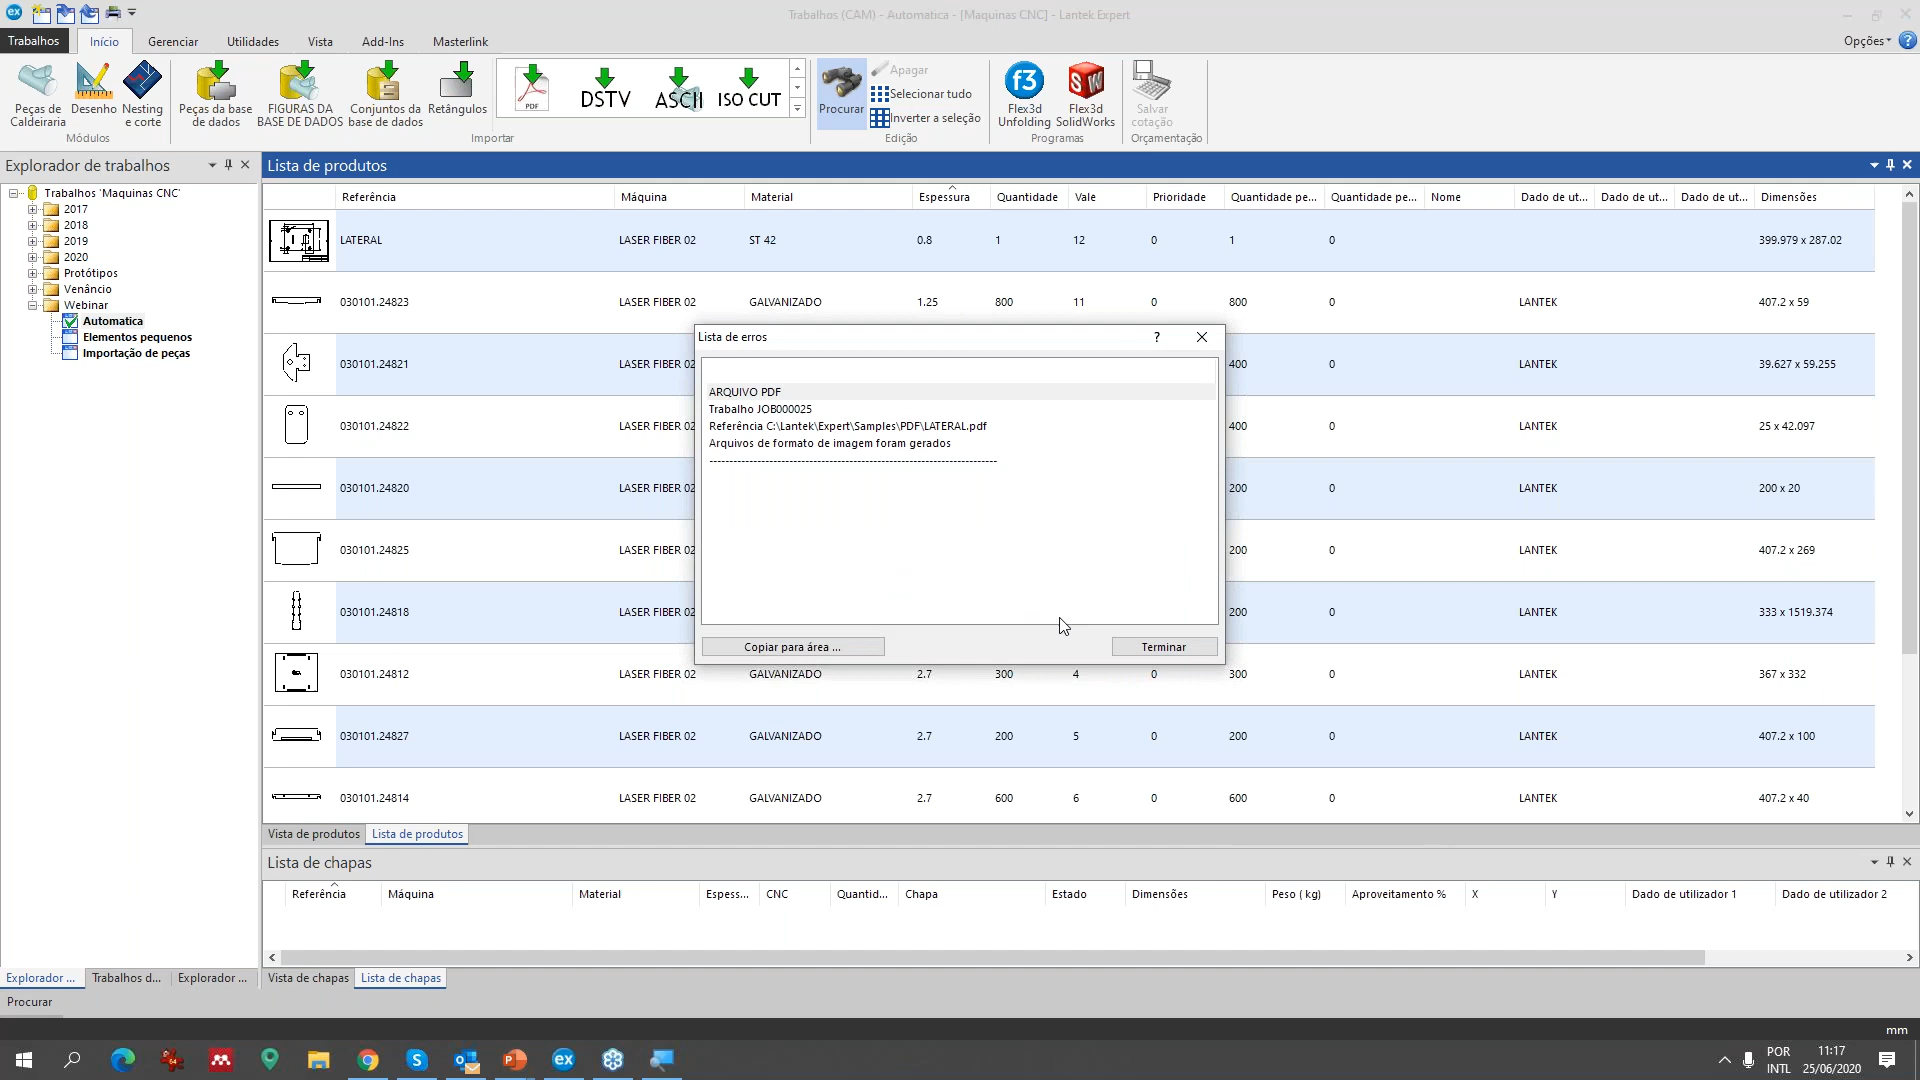 Trabalhos (CAM) - Automatica - [Maquinas CNC] - Lantek Expert
Trabalhos Início Gerenciar Utilidades Vista Add-Ins Masterlink Opções
Peças de Caldeiraria
Desenho
Nesting e corte
Módulos
Peças da base de dados
FIGURAS DA BASE DE DADOS
Conjuntos da base de dados
Retângulos
PDF
DSTV
ASCII
ISO CUT
Importar
Procurar
Apagar
Selecionar tudo
Inverter a seleção
Edição
f3
Flex3d Unfolding
SW
Flex3d SolidWorks
Programas
Salvar cotação
Orçamentação
Explorador de trabalhos
Trabalhos 'Maquinas CNC'
2017
2018
2019
2020
Protótipos
Venâncio
Webinar
Automatica
Elementos pequenos
Importação de peças
Lista de produtos
Referência Máquina Material Espessura Quantidade Vale Prioridade Quantidade pe... Quantidade pe... Nome Dado de ut... Dado de ut... Dado de ut... Dimensões
LATERAL LASER FIBER 02 ST 42 0.8 1 12 0 1 0 399.979 x 287.02
030101.24823 LASER FIBER 02 GALVANIZADO 1.25 800 11 0 800 0 LANTEK 407.2 x 59
030101.24821 LASER FIBER 02 400 0 LANTEK 39.627 x 59.255
030101.24822 LASER FIBER 02 400 0 LANTEK 25 x 42.097
030101.24820 LASER FIBER 02 200 0 LANTEK 200 x 20
030101.24825 LASER FIBER 02 200 0 LANTEK 407.2 x 269
030101.24818 LASER FIBER 02 200 0 LANTEK 333 x 1519.374
030101.24812 LASER FIBER 02 GALVANIZADO 2.7 300 4 0 300 0 LANTEK 367 x 332
030101.24827 LASER FIBER 02 GALVANIZADO 2.7 200 5 0 200 0 LANTEK 407.2 x 100
030101.24814 LASER FIBER 02 GALVANIZADO 2.7 600 6 0 600 0 LANTEK 407.2 x 40
Lista de erros ?
ARQUIVO PDF
Trabalho JOB000025
Referência C:\Lantek\Expert\Samples\PDF\LATERAL.pdf
Arquivos de formato de imagem foram gerados
------------------------------------------------------------------------
Copiar para área ... Terminar
Vista de produtos Lista de produtos
Lista de chapas
Referência Máquina Material Espess... CNC Quantid... Chapa Estado Dimensões Peso ( kg) Aproveitamento % X Y Dado de utilizador 1 Dado de utilizador 2
Explorador ... Trabalhos d... Explorador ... Vista de chapas Lista de chapas
Procurar
mm
POR INTL
11:17
25/06/2020